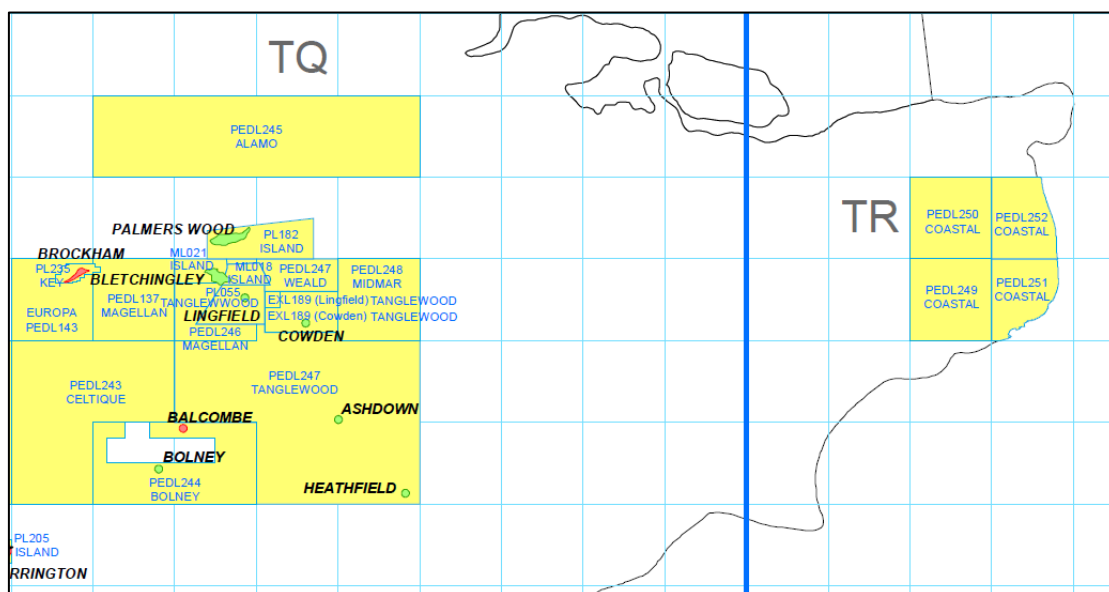 TQ
PEDL245
ALAMO
TR
PEDL250
COASTAL
PEDL252
COASTAL
PALMERS WOOD
PL182
ISLAND
BROCKHAM
ML021
ISLAND
PL235
KEY
BLETCHINGLEY
ML018
ISLAND
PEDL247
WEALD
PEDL248
MIDMAR
PEDL249
COASTAL
PEDL251
COASTAL
EUROPA
PEDL143
PEDL137
MAGELLAN
PL055
TANGLEWWOOD
EXL189 (Lingfield) TANGLEWOOD
LINGFIELD
EXL189 (Cowden) TANGLEWOOD
PEDL246
MAGELLAN
COWDEN
PEDL243
CELTIQUE
PEDL247
TANGLEWOOD
BALCOMBE
ASHDOWN
BOLNEY
PEDL244
BOLNEY
HEATHFIELD
PL205
ISLAND
RRINGTON